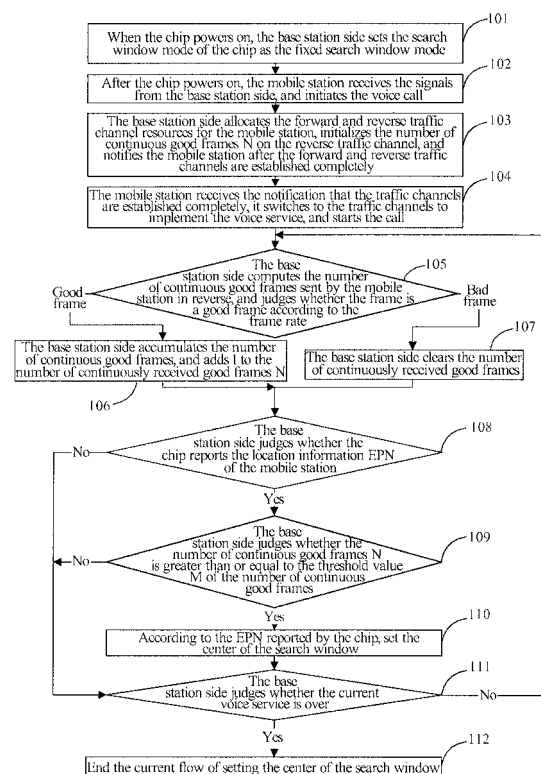 101
When the chip powers on, the base station side sets the search
window mode of the chip as the fixed search window mode
102
After the chip powers on, the mobile station receives the signals
from the base station side, and initiates the voice call
103
The base station side allocates the forward and reverse traffic
channel resources for the mobile station, initializes the number of
continuous good frames N on the reverse traffic channel, and
notifies the mobile station after the forward and reverse traffic
channels are established completely
104
The mobile station receives the notification that the traffic channels
are established completely, it switches to the traffic channels to
implement the voice service, and starts the call
105
The base
station side computes the number
of continuous good frames sent by the mobile
station in reverse, and judges whether the frame is
a good frame according to the
frame rate
Good
frame
Bad
frame
The base station side accumulates the number
of continuous good frames, and adds 1 to the
number of continuously received good frames N
106
107
The base station side clears the number
of continuously received good frames
108
The base
station side judges whether the
chip reports the location information EPN
of the mobile station
No
Yes
109
The base
station side judges whether the
number of continuous good frames N
is greater than or equal to the threshold value
M of the number of continuous
good frames
No
Yes
110
According to the EPN reported by the chip, set the
center of the search window
111
The base
station side judges whether the current
voice service is over
No
Yes
112
End the current flow of setting the center of the search window